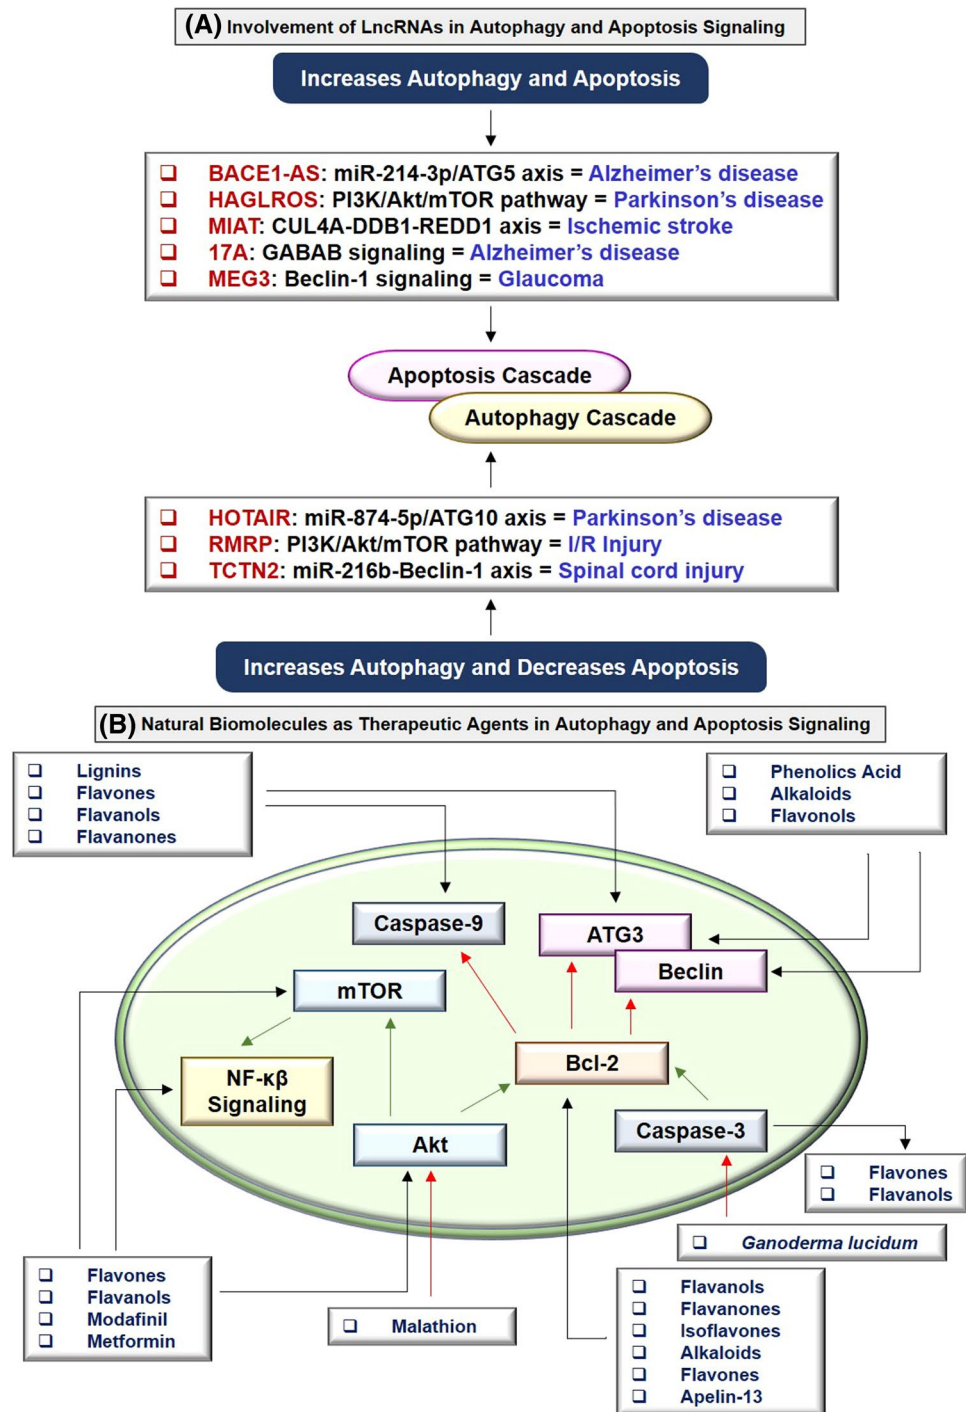 (A) Involvement of LncRNAs in Autophagy and Apoptosis Signaling
Increases Autophagy and Apoptosis
❑ BACE1-AS: miR-214-3p/ATG5 axis = Alzheimer's disease
❑ HAGLROS: PI3K/Akt/mTOR pathway = Parkinson's disease
❑ MIAT: CUL4A-DDB1-REDD1 axis = Ischemic stroke
❑ 17A: GABAB signaling = Alzheimer's disease
❑ MEG3: Beclin-1 signaling = Glaucoma
Apoptosis Cascade
Autophagy Cascade
❑ HOTAIR: miR-874-5p/ATG10 axis = Parkinson's disease
❑ RMRP: PI3K/Akt/mTOR pathway = I/R Injury
❑ TCTN2: miR-216b-Beclin-1 axis = Spinal cord injury
Increases Autophagy and Decreases Apoptosis
(B) Natural Biomolecules as Therapeutic Agents in Autophagy and Apoptosis Signaling
❑ Lignins
❑ Flavones
❑ Flavanols
❑ Flavanones
❑ Phenolics Acid
❑ Alkaloids
❑ Flavonols
Caspase-9
ATG3
Beclin
mTOR
Bcl-2
NF-κβ
Signaling
Caspase-3
Akt
❑ Flavones
❑ Flavanols
❑ Ganoderma lucidum
❑ Flavones
❑ Flavanols
❑ Modafinil
❑ Metformin
❑ Malathion
❑ Flavanols
❑ Flavanones
❑ Isoflavones
❑ Alkaloids
❑ Flavones
❑ Apelin-13